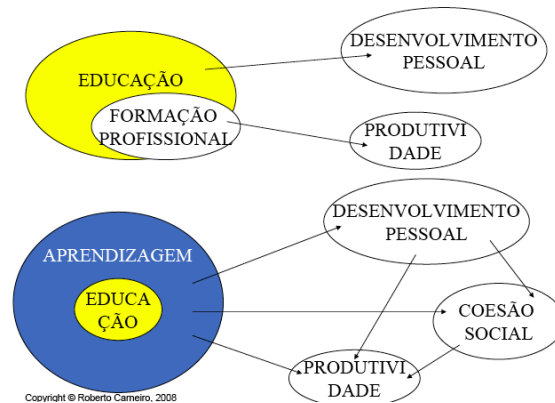 DESENVOLVIMENTO
PESSOAL
EDUCAÇÃO
FORMAÇÃO
PROFISSIONAL
PRODUTIVI
DADE
DESENVOLVIMENTO
PESSOAL
APRENDIZAGEM
EDUCA
ÇÃO
COESÃO
SOCIAL
PRODUTIVI
DADE
Copyright © Roberto Carneiro, 2008